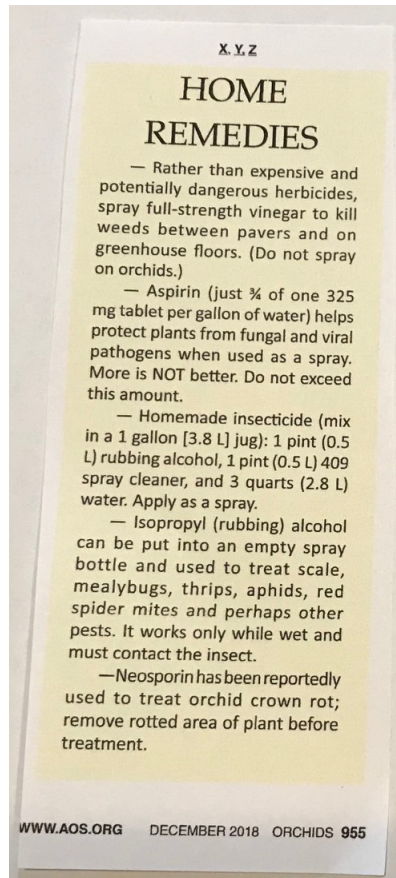 X, Y, Z
HOME
REMEDIES
— Rather than expensive and
potentially dangerous herbicides,
spray full-strength vinegar to kill
weeds between pavers and on
greenhouse floors. (Do not spray
on orchids.)
— Aspirin (just ¾ of one 325
mg tablet per gallon of water) helps
protect plants from fungal and viral
pathogens when used as a spray.
More is NOT better. Do not exceed
this amount.
— Homemade insecticide (mix
in a 1 gallon [3.8 L] jug): 1 pint (0.5
L) rubbing alcohol, 1 pint (0.5 L) 409
spray cleaner, and 3 quarts (2.8 L)
water. Apply as a spray.
— Isopropyl (rubbing) alcohol
can be put into an empty spray
bottle and used to treat scale,
mealybugs, thrips, aphids, red
spider mites and perhaps other
pests. It works only while wet and
must contact the insect.
—Neosporin has been reportedly
used to treat orchid crown rot;
remove rotted area of plant before
treatment.
WWW.AOS.ORG DECEMBER 2018 ORCHIDS 955